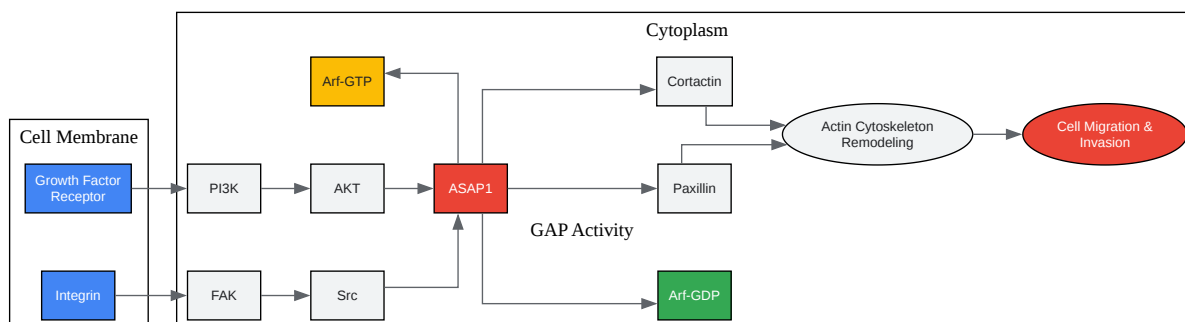 Cytoplasm
Arf-GTP
Cortactin
Cell Membrane
Actin Cytoskeleton
Remodeling
Cell Migration &
Invasion
Growth Factor
Receptor
PI3K
AKT
ASAP1
Paxillin
GAP Activity
Integrin
FAK
Src
Arf-GDP